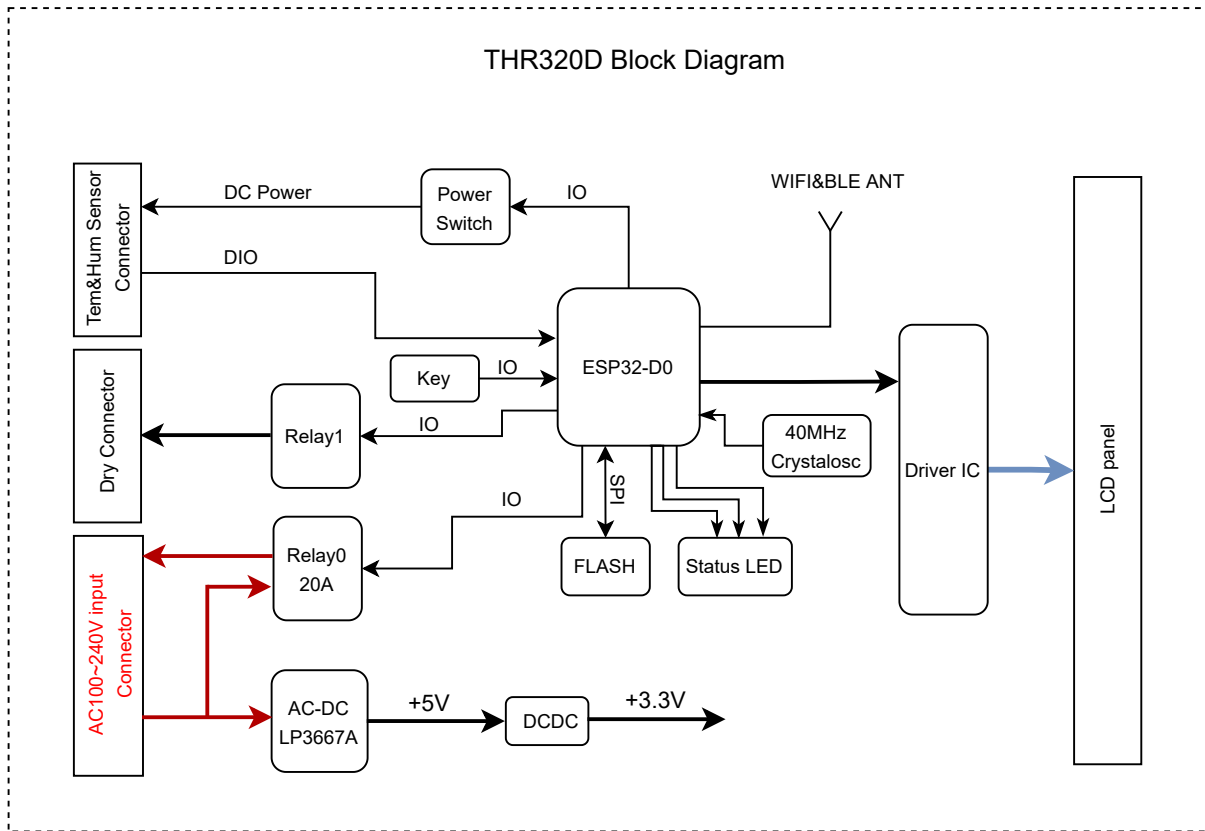 THR320D Block Diagram
Tem&Hum Sensor
Connector
DC Power
Power
Switch
IO
WIFI&BLE ANT
DIO
ESP32-D0
Key
IO
Dry Connector
Relay1
IO
40MHz
Crystalosc
Driver IC
LCD panel
SPI
IO
FLASH
Status LED
AC100~240V input
Connector
Relay0
20A
AC-DC
LP3667A
+5V
DCDC
+3.3V